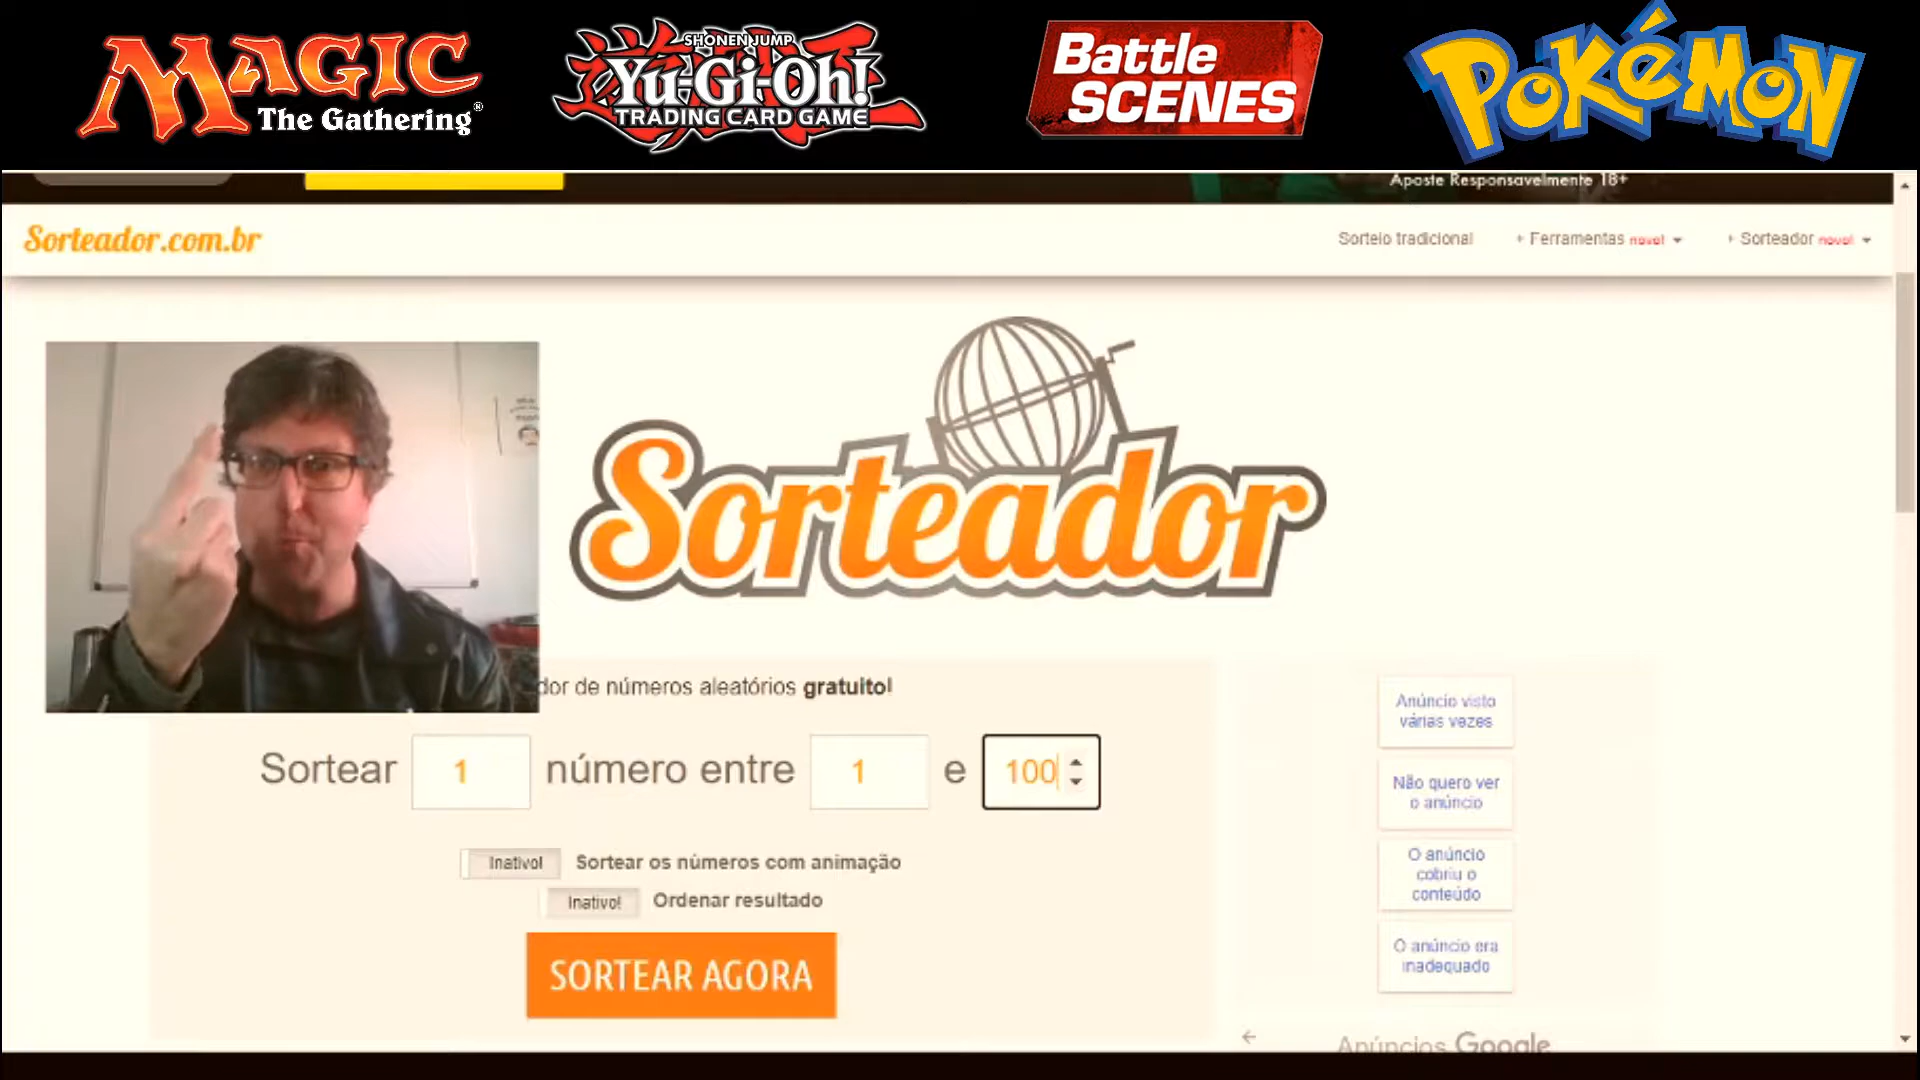 MAGIC
The Gathering®
SHONEN JUMP
Yu-Gi-Oh!
TRADING CARD GAME
Battle
SCENES
POKéMON
Aposte Responsavelmente 18+
Sorteador.com.br
Sorteio tradicional
+ Ferramentas novo!
+ Sorteador novo!
Sorteador
dor de números aleatórios gratuito!
Sortear 1 número entre 1 e 100
Inativo! Sortear os números com animação
Inativo! Ordenar resultado
SORTEAR AGORA
Anúncio visto
várias vezes
Não quero ver
o anúncio
O anúncio
cobriu o
conteúdo
O anúncio era
inadequado
Anúncios Google